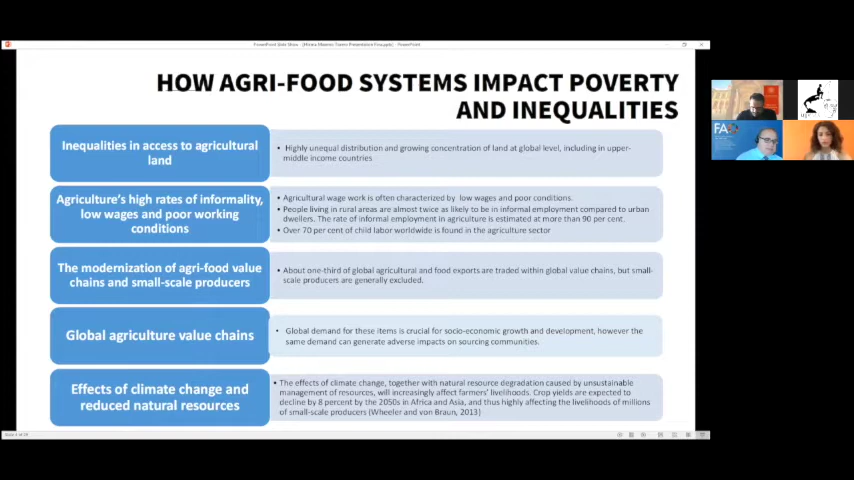 PowerPoint Slide Show
PowerPoint
HOW AGRI-FOOD SYSTEMS IMPACT POVERTY
AND INEQUALITIES
Inequalities in access to agricultural
land
• Highly unequal distribution and growing concentration of land at global level, including in upper-
middle income countries
Agriculture's high rates of informality,
low wages and poor working
conditions
• Agricultural wage work is often characterized by low wages and poor conditions.
• People living in rural areas are almost twice as likely to be in informal employment compared to urban
dwellers. The rate of informal employment in agriculture is estimated at more than 90 per cent.
• Over 70 per cent of child labor worldwide is found in the agriculture sector
The modernization of agri-food value
chains and small-scale producers
• About one-third of global agricultural and food exports are traded within global value chains, but small-
scale producers are generally excluded.
Global agriculture value chains
• Global demand for these items is crucial for socio-economic growth and development, however the
same demand can generate adverse impacts on sourcing communities.
Effects of climate change and
reduced natural resources
• The effects of climate change, together with natural resource degradation caused by unsustainable
management of resources, will increasingly affect farmers' livelihoods. Crop yields are expected to
decline by 8 percent by the 2050s in Africa and Asia, and thus highly affecting the livelihoods of millions
of small-scale producers (Wheeler and von Braun, 2013)
FAO